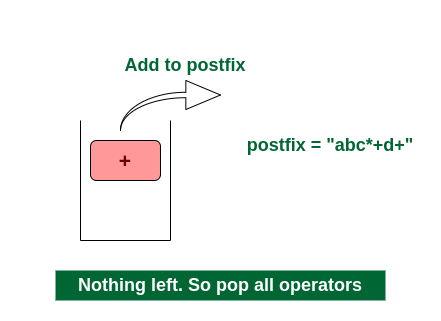 Add to postfix
postfix = "abc*+d+"
+
Nothing left. So pop all operators